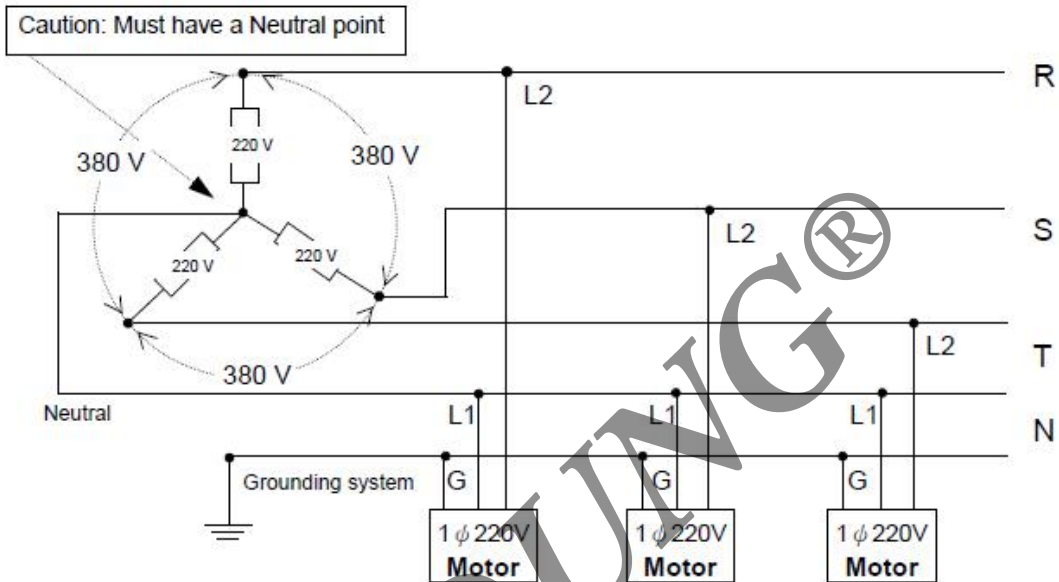 Caution: Must have a Neutral point
R
L2
220 V
380 V
380 V
S
L2
220 V
220 V
L2
T
380 V
Neutral
L1
L1
L1
N
Grounding system
G
G
G
1 ϕ 220V
Motor
1 ϕ 220V
Motor
1 ϕ 220V
Motor
UNG®